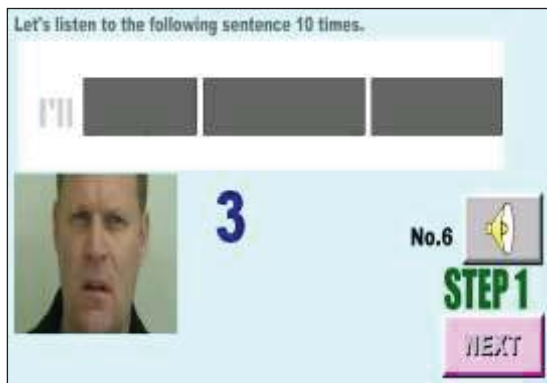 Let's listen to the following sentence 10 times.
I'll
3
No.6
STEP 1
NEXT